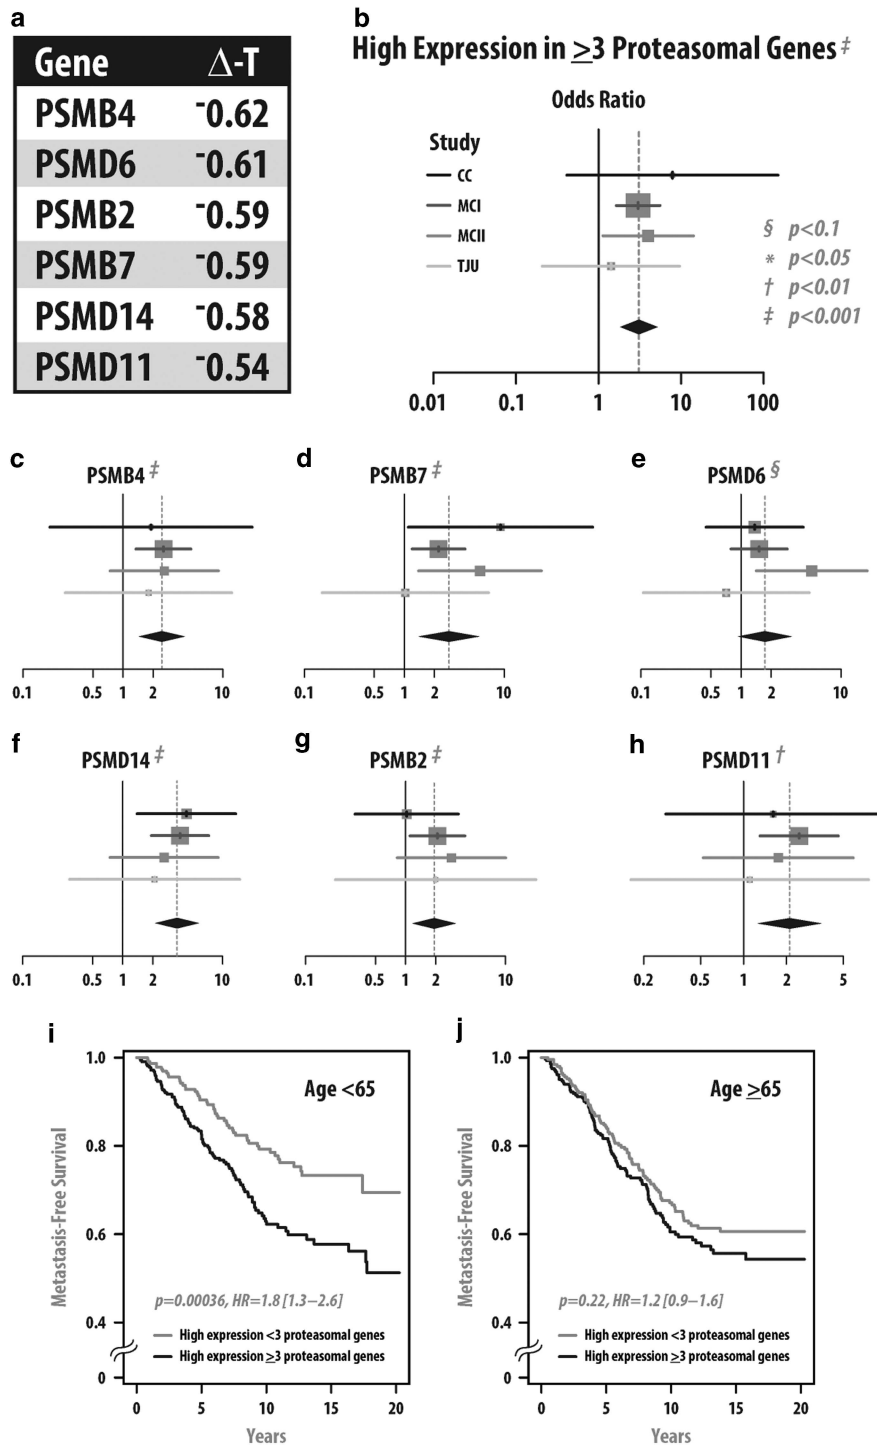 a
Gene Δ-T
PSMB4 -0.62
PSMD6 -0.61
PSMB2 -0.59
PSMB7 -0.59
PSMD14 -0.58
PSMD11 -0.54
b
High Expression in ≥3 Proteasomal Genes ‡
Odds Ratio
Study
CC
MCI
MCII
TJU
§ p<0.1
* p<0.05
† p<0.01
‡ p<0.001
0.01 0.1 1 10 100
c
PSMB4 ‡
0.1 0.5 1 2 10
d
PSMB7 ‡
0.1 0.5 1 2 10
e
PSMD6 §
0.1 0.5 1 2 10
f
PSMD14 ‡
0.1 0.5 1 2 10
g
PSMB2 ‡
0.1 0.5 1 2 10
h
PSMD11 †
0.2 0.5 1 2 5
i
Age <65
Metastasis-Free Survival
1.0
0.8
0.6
0.4
0
p=0.00036, HR=1.8 [1.3–2.6]
High expression <3 proteasomal genes
High expression ≥3 proteasomal genes
0 5 10 15 20
Years
j
Age ≥65
Metastasis-Free Survival
1.0
0.8
0.6
0.4
0
p=0.22, HR=1.2 [0.9–1.6]
High expression <3 proteasomal genes
High expression ≥3 proteasomal genes
0 5 10 15 20
Years